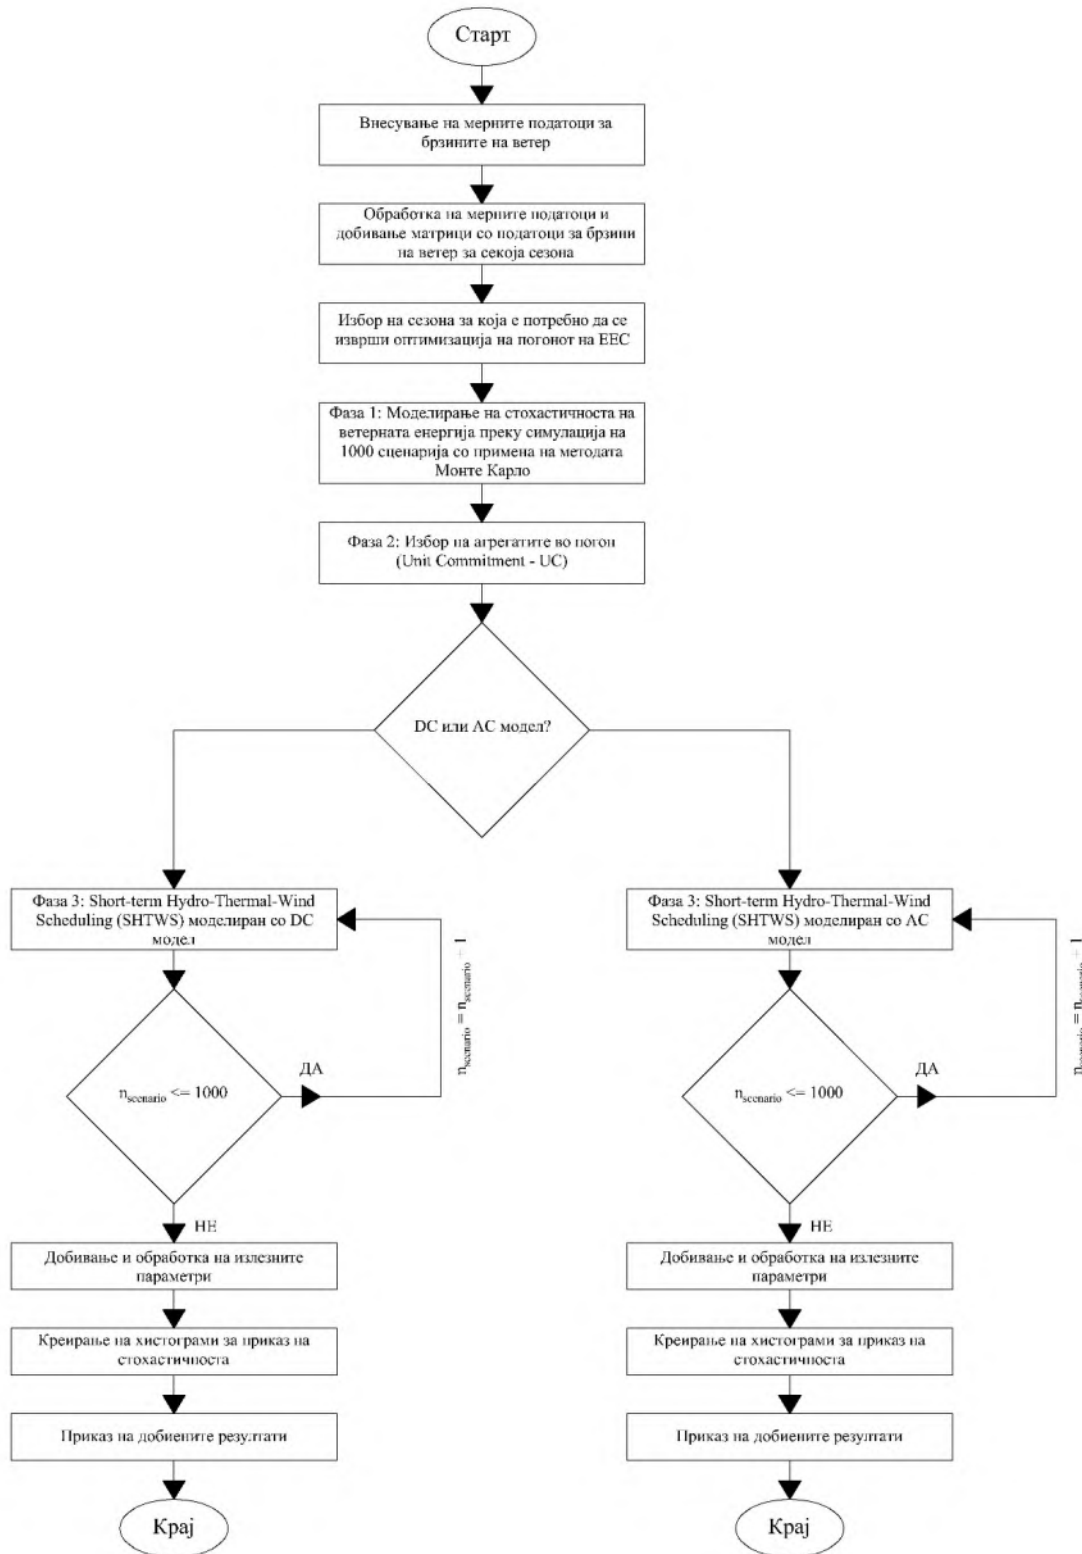 Старт
Внесување на мерните податоци за
брзините на ветер
Обработка на мерните податоци и
добивање матрици со податоци за брзини
на ветер за секоја сезона
Избор на сезона за која е потребно да се
изврши оптимизација на погонот на ЕЕС
Фаза 1: Моделирање на стохастичноста на
ветерната енергија преку симулација на
1000 сценарија со примена на методата
Монте Карло
Фаза 2: Избор на агрегатите во погон
(Unit Commitment - UC)
DC или AC модел?
Фаза 3: Short-term Hydro-Thermal-Wind
Scheduling (SHTWS) моделиран со DC
модел
n_scenario = n_scenario + 1
ДА
n_scenario <= 1000
НЕ
Добивање и обработка на излезните
параметри
Креирање на хистограми за приказ на
стохастичноста
Приказ на добиените резултати
Крај
Фаза 3: Short-term Hydro-Thermal-Wind
Scheduling (SHTWS) моделиран со AC
модел
n_scenario = n_scenario + 1
ДА
n_scenario <= 1000
НЕ
Добивање и обработка на излезните
параметри
Креирање на хистограми за приказ на
стохастичноста
Приказ на добиените резултати
Крај